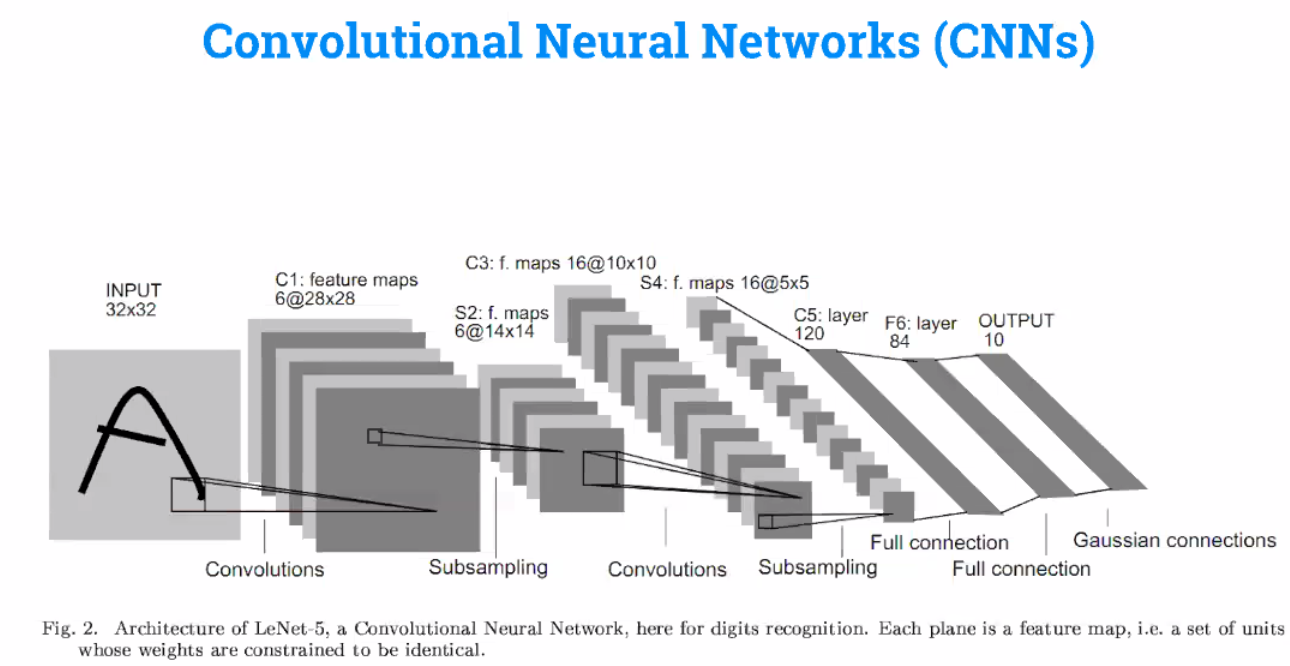 Convolutional Neural Networks (CNNs)
INPUT
32x32
C1: feature maps
6@28x28
S2: f. maps
6@14x14
C3: f. maps 16@10x10
S4: f. maps 16@5x5
C5: layer
120
F6: layer
84
OUTPUT
10
Convolutions
Subsampling
Convolutions
Subsampling
Full connection
Full connection
Gaussian connections
Fig. 2. Architecture of LeNet-5, a Convolutional Neural Network, here for digits recognition. Each plane is a feature map, i.e. a set of units
whose weights are constrained to be identical.